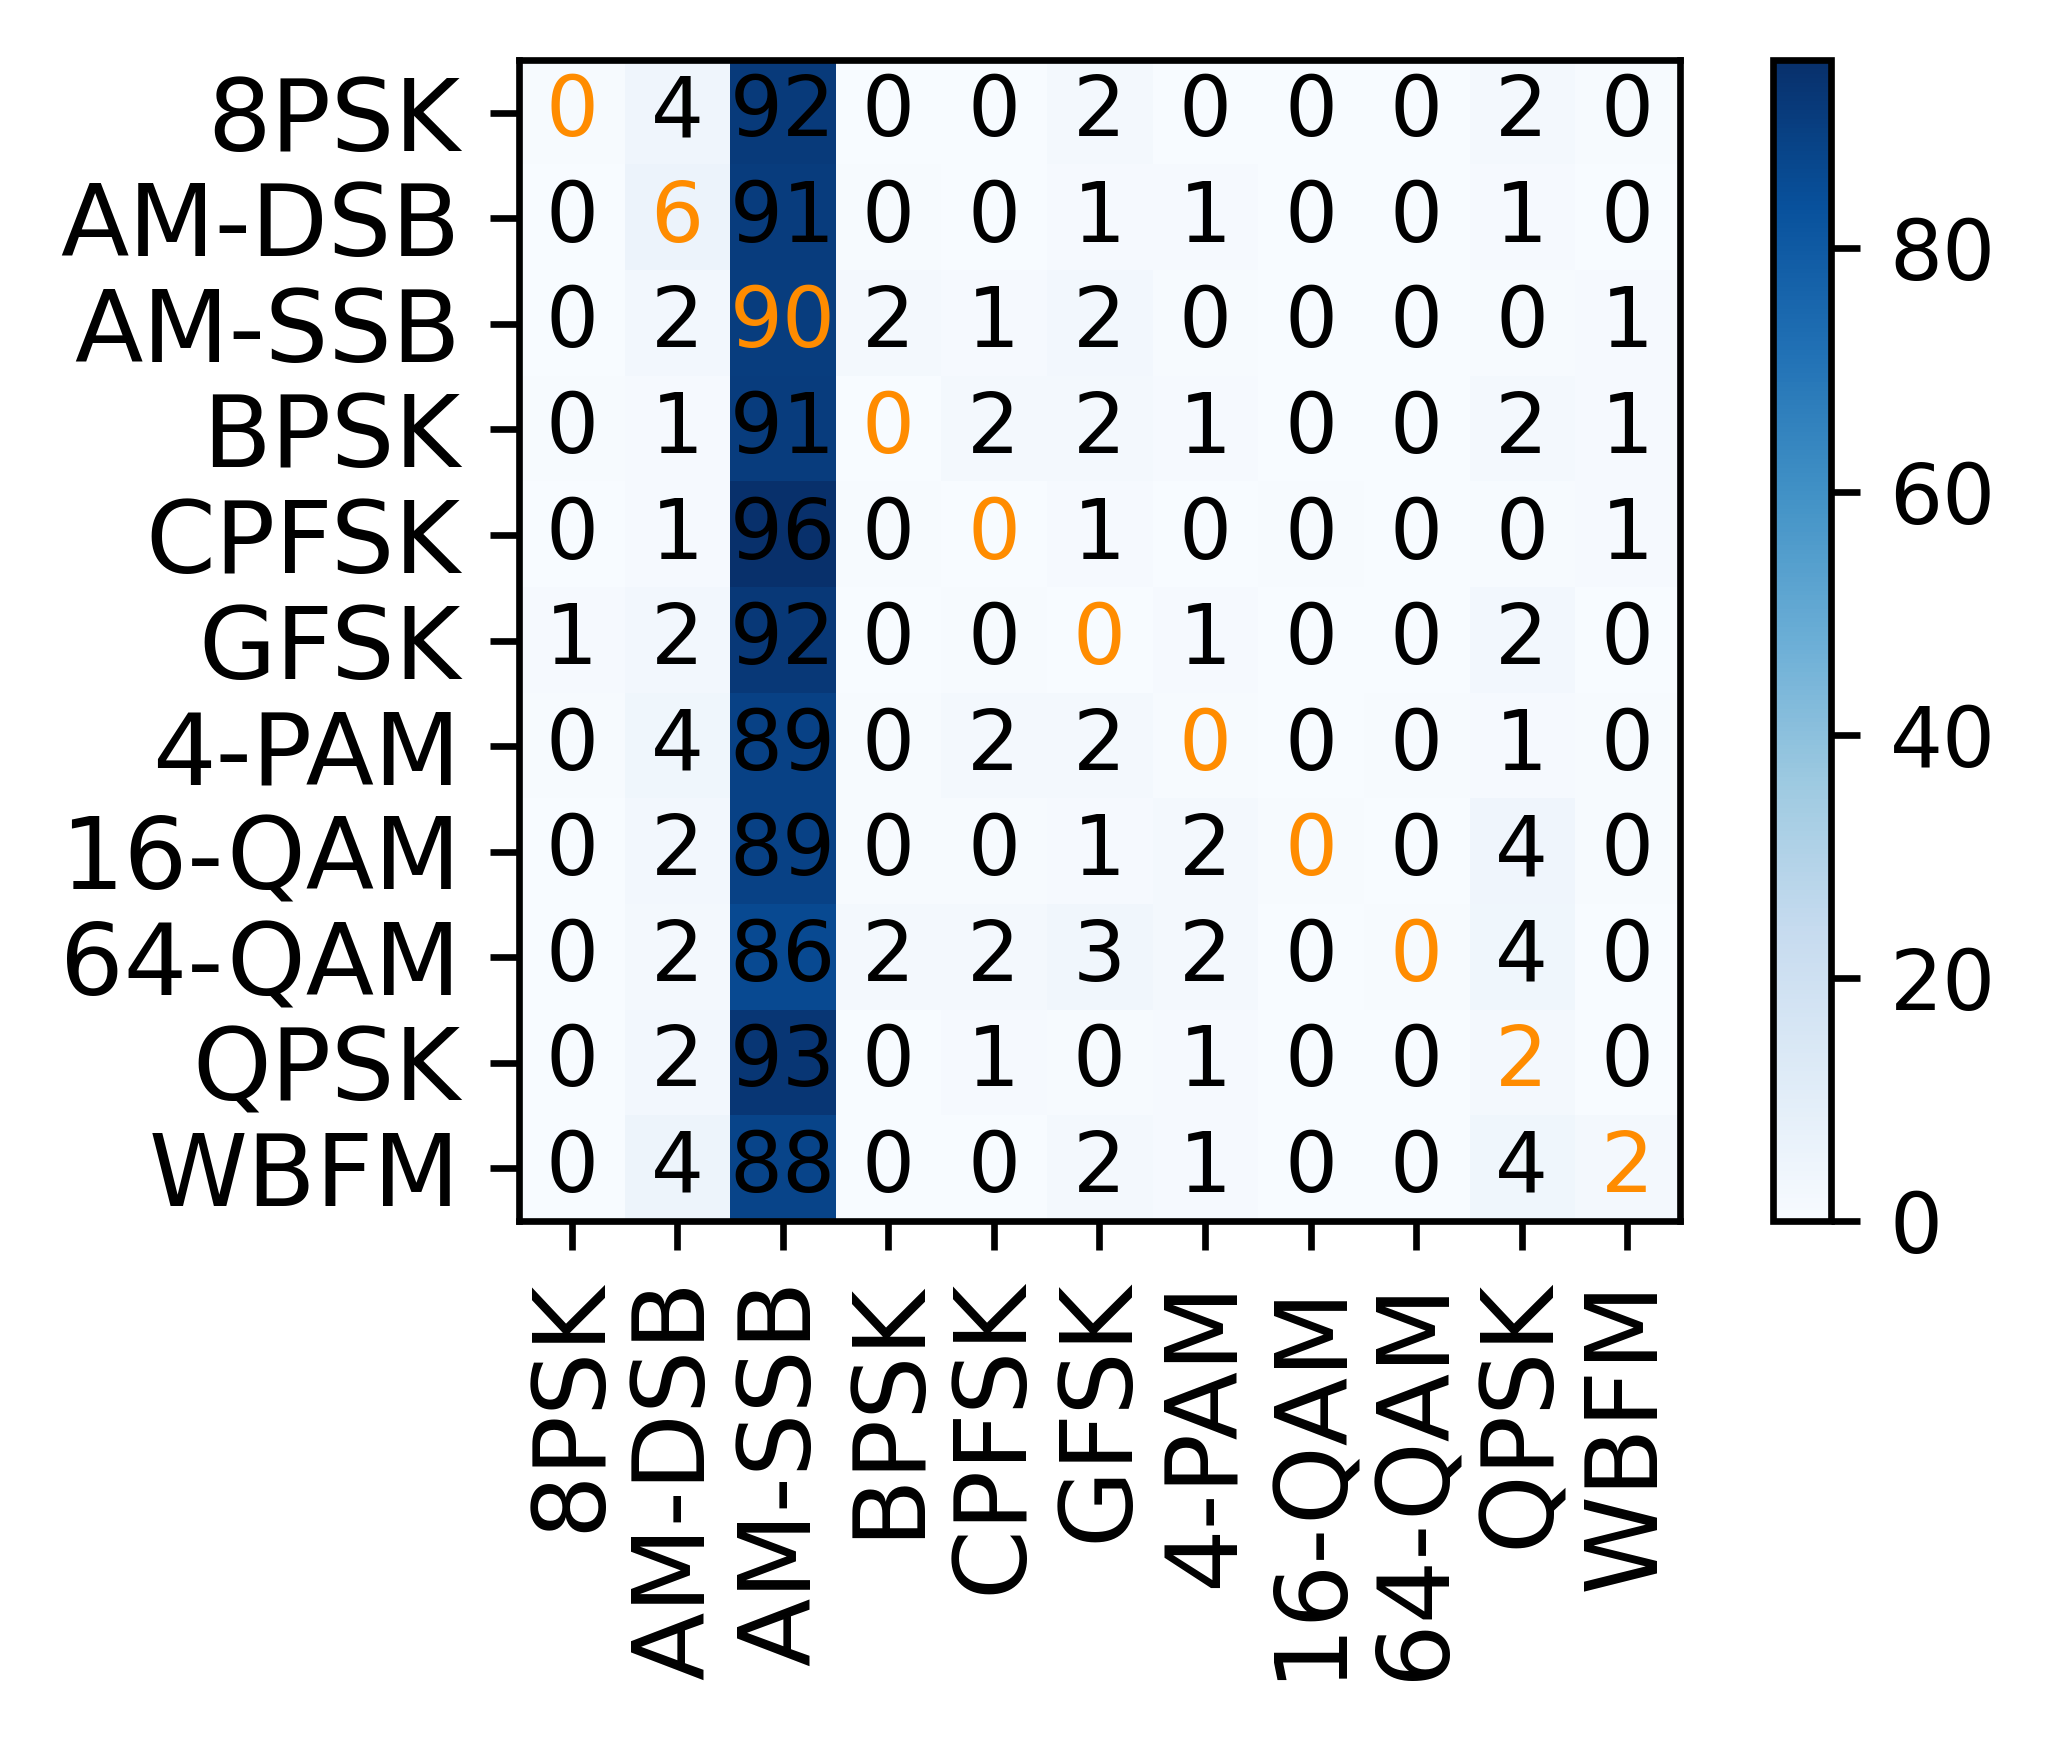 8PSK 0 4 92 0 0 2 0 0 0 2 0
AM-DSB 0 6 91 0 0 1 1 0 0 1 0
AM-SSB 0 2 90 2 1 2 0 0 0 0 1
BPSK 0 1 91 0 2 2 1 0 0 2 1
CPFSK 0 1 96 0 0 1 0 0 0 0 1
GFSK 1 2 92 0 0 0 1 0 0 2 0
4-PAM 0 4 89 0 2 2 0 0 0 1 0
16-QAM 0 2 89 0 0 1 2 0 0 4 0
64-QAM 0 2 86 2 2 3 2 0 0 4 0
QPSK 0 2 93 0 1 0 1 0 0 2 0
WBFM 0 4 88 0 0 2 1 0 0 4 2
8PSK
AM-DSB
AM-SSB
BPSK
CPFSK
GFSK
4-PAM
16-QAM
64-QAM
QPSK
WBFM
80
60
40
20
0